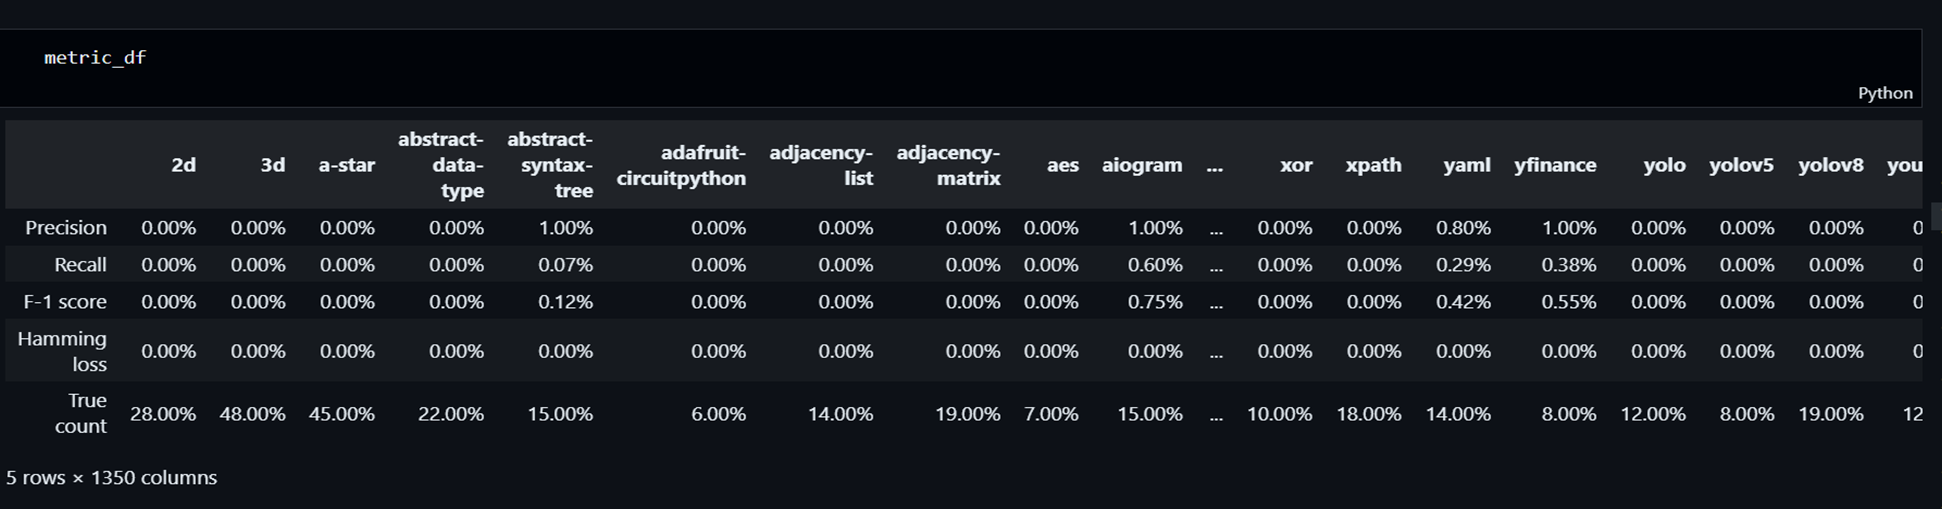 metric_df
Python
2d 3d a-star abstract-data-type abstract-syntax-tree adafruit-circuitpython adjacency-list adjacency-matrix aes aiogram ... xor xpath yaml yfinance yolo yolov5 yolov8 you
Precision 0.00% 0.00% 0.00% 0.00% 1.00% 0.00% 0.00% 0.00% 0.00% 1.00% ... 0.00% 0.00% 0.80% 1.00% 0.00% 0.00% 0.00% 0
Recall 0.00% 0.00% 0.00% 0.00% 0.07% 0.00% 0.00% 0.00% 0.00% 0.60% ... 0.00% 0.00% 0.29% 0.38% 0.00% 0.00% 0.00% 0
F-1 score 0.00% 0.00% 0.00% 0.00% 0.12% 0.00% 0.00% 0.00% 0.00% 0.75% ... 0.00% 0.00% 0.42% 0.55% 0.00% 0.00% 0.00% 0
Hamming loss 0.00% 0.00% 0.00% 0.00% 0.00% 0.00% 0.00% 0.00% 0.00% 0.00% ... 0.00% 0.00% 0.00% 0.00% 0.00% 0.00% 0.00% 0
True count 28.00% 48.00% 45.00% 22.00% 15.00% 6.00% 14.00% 19.00% 7.00% 15.00% ... 10.00% 18.00% 14.00% 8.00% 12.00% 8.00% 19.00% 12
5 rows × 1350 columns